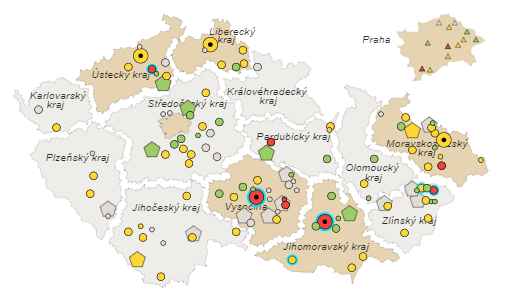 Liberecký
kraj
Praha
Ústecký kraj
Karlovarský
kraj
Královéhradecký
kraj
Středočeský kraj
Pardubický kraj
Moravskoslezský
kraj
Plzeňský kraj
Olomoucký
kraj
Jihočeský kraj
Vysočina
Zlínský kraj
Jihomoravský kraj